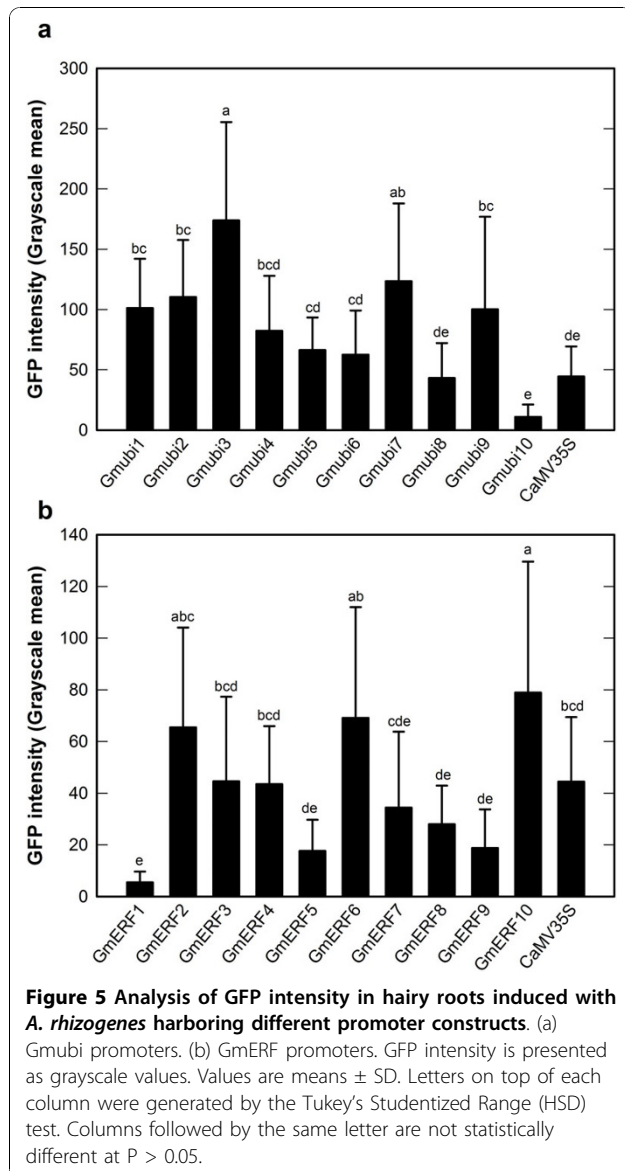 a
GFP intensity (Grayscale mean)
300
250
200
150
100
50
0
bc
bc
a
bcd
cd
cd
ab
de
bc
e
de
Gmubi1
Gmubi2
Gmubi3
Gmubi4
Gmubi5
Gmubi6
Gmubi7
Gmubi8
Gmubi9
Gmubi10
CaMV35S
b
GFP intensity (Grayscale mean)
140
120
100
80
60
40
20
0
e
abc
bcd
bcd
de
ab
cde
de
de
a
bcd
GmERF1
GmERF2
GmERF3
GmERF4
GmERF5
GmERF6
GmERF7
GmERF8
GmERF9
GmERF10
CaMV35S
Figure 5 Analysis of GFP intensity in hairy roots induced with
A. rhizogenes harboring different promoter constructs. (a)
Gmubi promoters. (b) GmERF promoters. GFP intensity is presented
as grayscale values. Values are means ± SD. Letters on top of each
column were generated by the Tukey's Studentized Range (HSD)
test. Columns followed by the same letter are not statistically
different at P > 0.05.